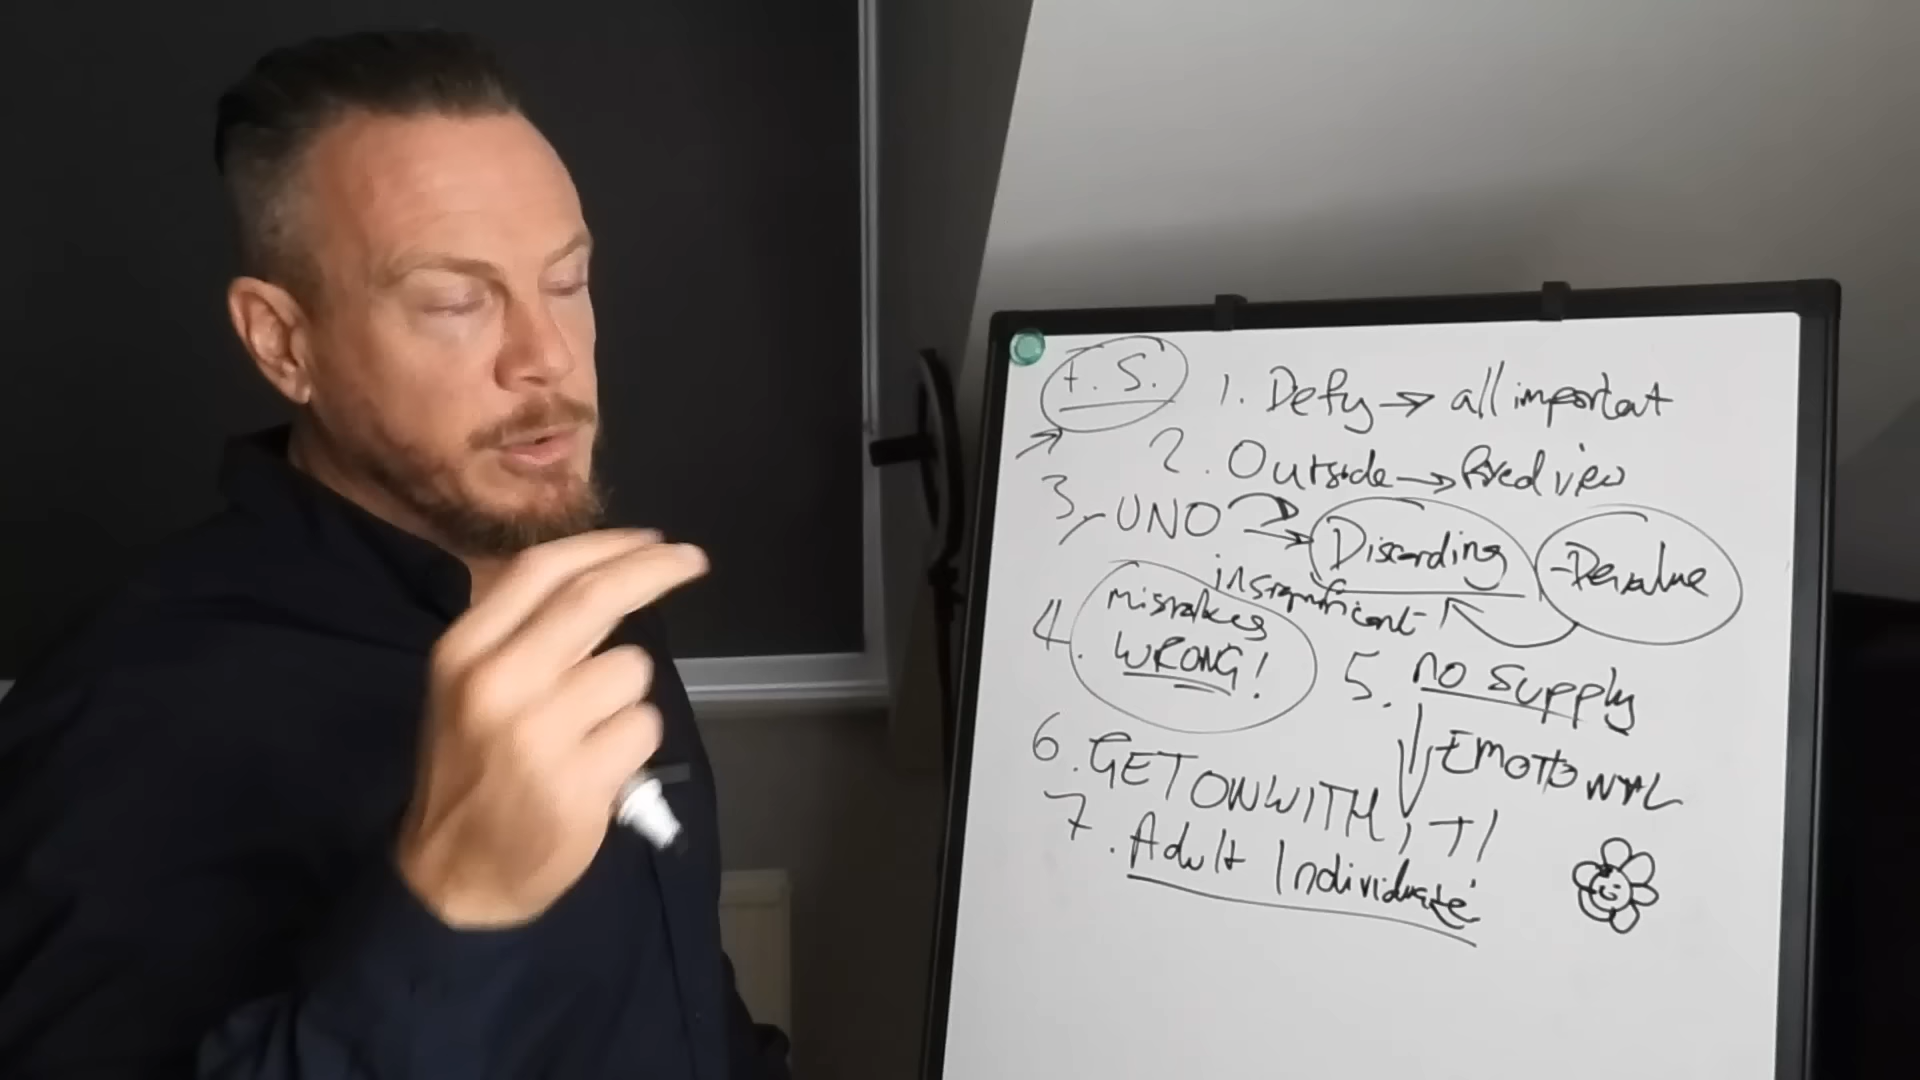 +. S.
1. Defy → all importat
2. Outside → fixed view
3. UNO → Discarding - Devalue
insignificant
4. mistakes
WRONG!
5. no supply
EMOTIONAL
6. GET ON WITH IT!
7. Adult Individuate